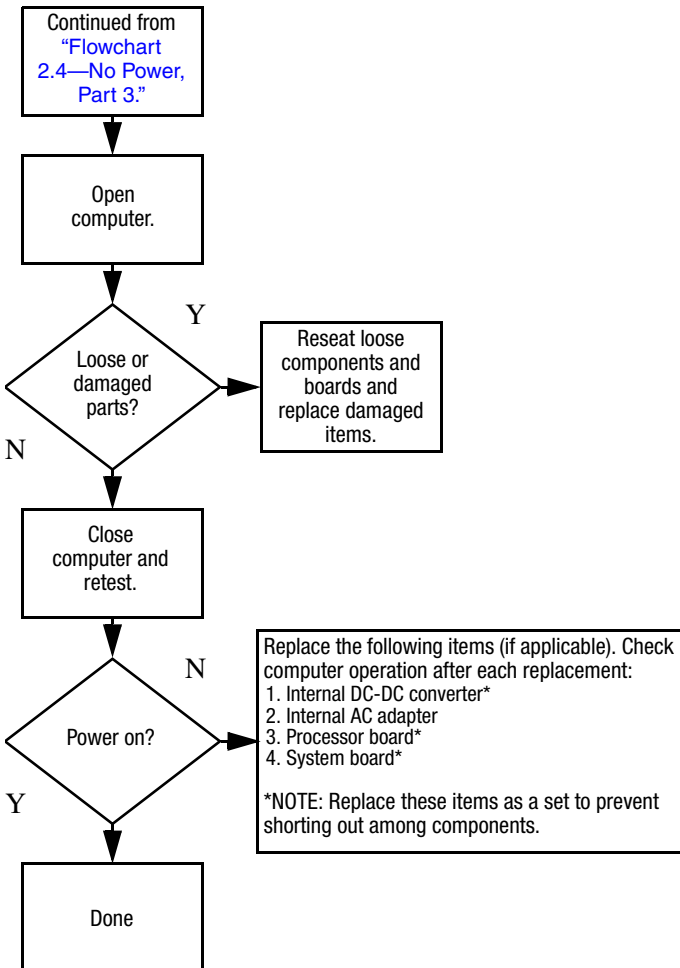 Continued from
“Flowchart
2.4—No Power,
Part 3.”
Open
computer.
Y
Loose or
damaged
parts?
Reseat loose
components and
boards and
replace damaged
items.
N
Close
computer and
retest.
N
Power on?
Replace the following items (if applicable). Check
computer operation after each replacement:
1. Internal DC-DC converter*
2. Internal AC adapter
3. Processor board*
4. System board*
*NOTE: Replace these items as a set to prevent
shorting out among components.
Y
Done